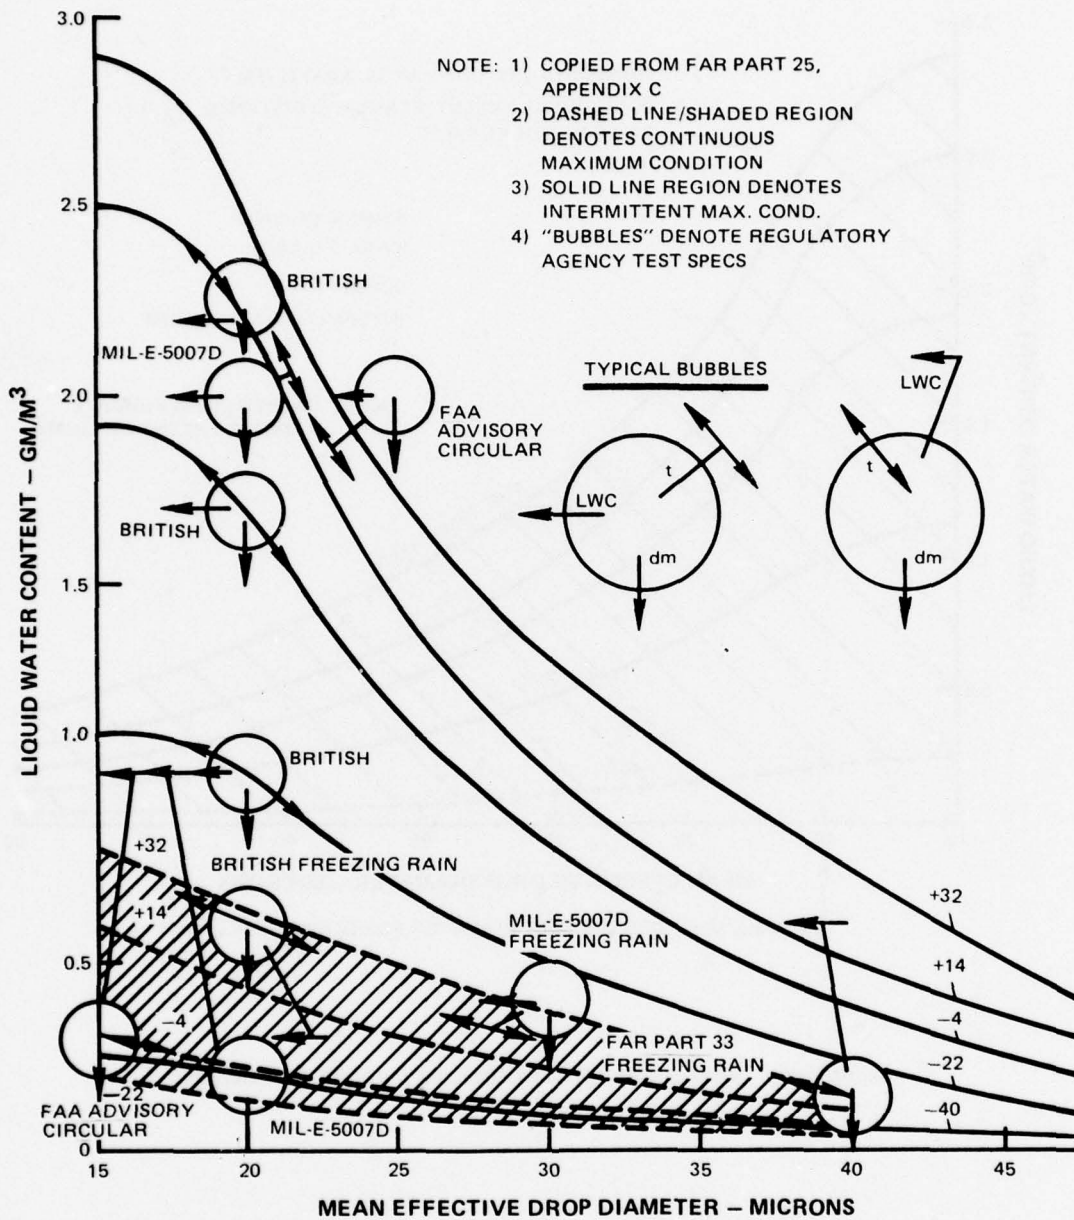 3.0
2.5
2.0
1.5
1.0
0.5
0
LIQUID WATER CONTENT – GM/M³
NOTE: 1) COPIED FROM FAR PART 25,
APPENDIX C
2) DASHED LINE/SHADED REGION
DENOTES CONTINUOUS
MAXIMUM CONDITION
3) SOLID LINE REGION DENOTES
INTERMITTENT MAX. COND.
4) "BUBBLES" DENOTE REGULATORY
AGENCY TEST SPECS
BRITISH
MIL-E-5007D
FAA
ADVISORY
CIRCULAR
BRITISH
TYPICAL BUBBLES
t
LWC
dm
LWC
t
dm
BRITISH
+32
BRITISH FREEZING RAIN
+14
MIL-E-5007D
FREEZING RAIN
+32
+14
–4
–4
FAR PART 33
FREEZING RAIN
–22
–22
–40
FAA ADVISORY
CIRCULAR
MIL-E-5007D
15
20
25
30
35
40
45
MEAN EFFECTIVE DROP DIAMETER – MICRONS